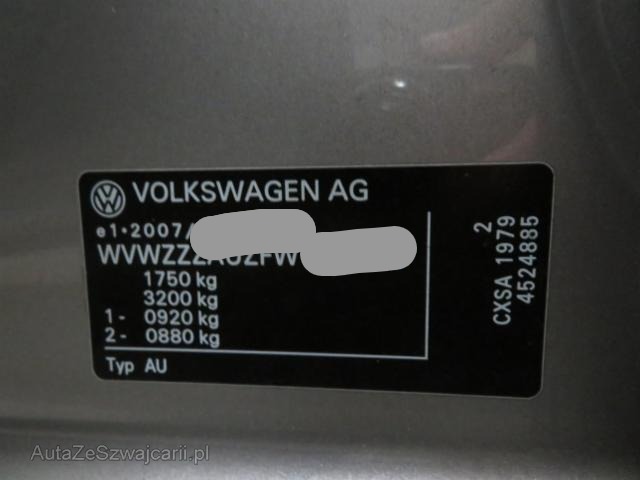 VOLKSWAGEN AG
e1*2007/
WVWZZZAUZFW
1750 kg
3200 kg
1- 0920 kg
2- 0880 kg
Typ AU
2
CXSA 1979
4524885
AutaZeSzwajcarii.pl